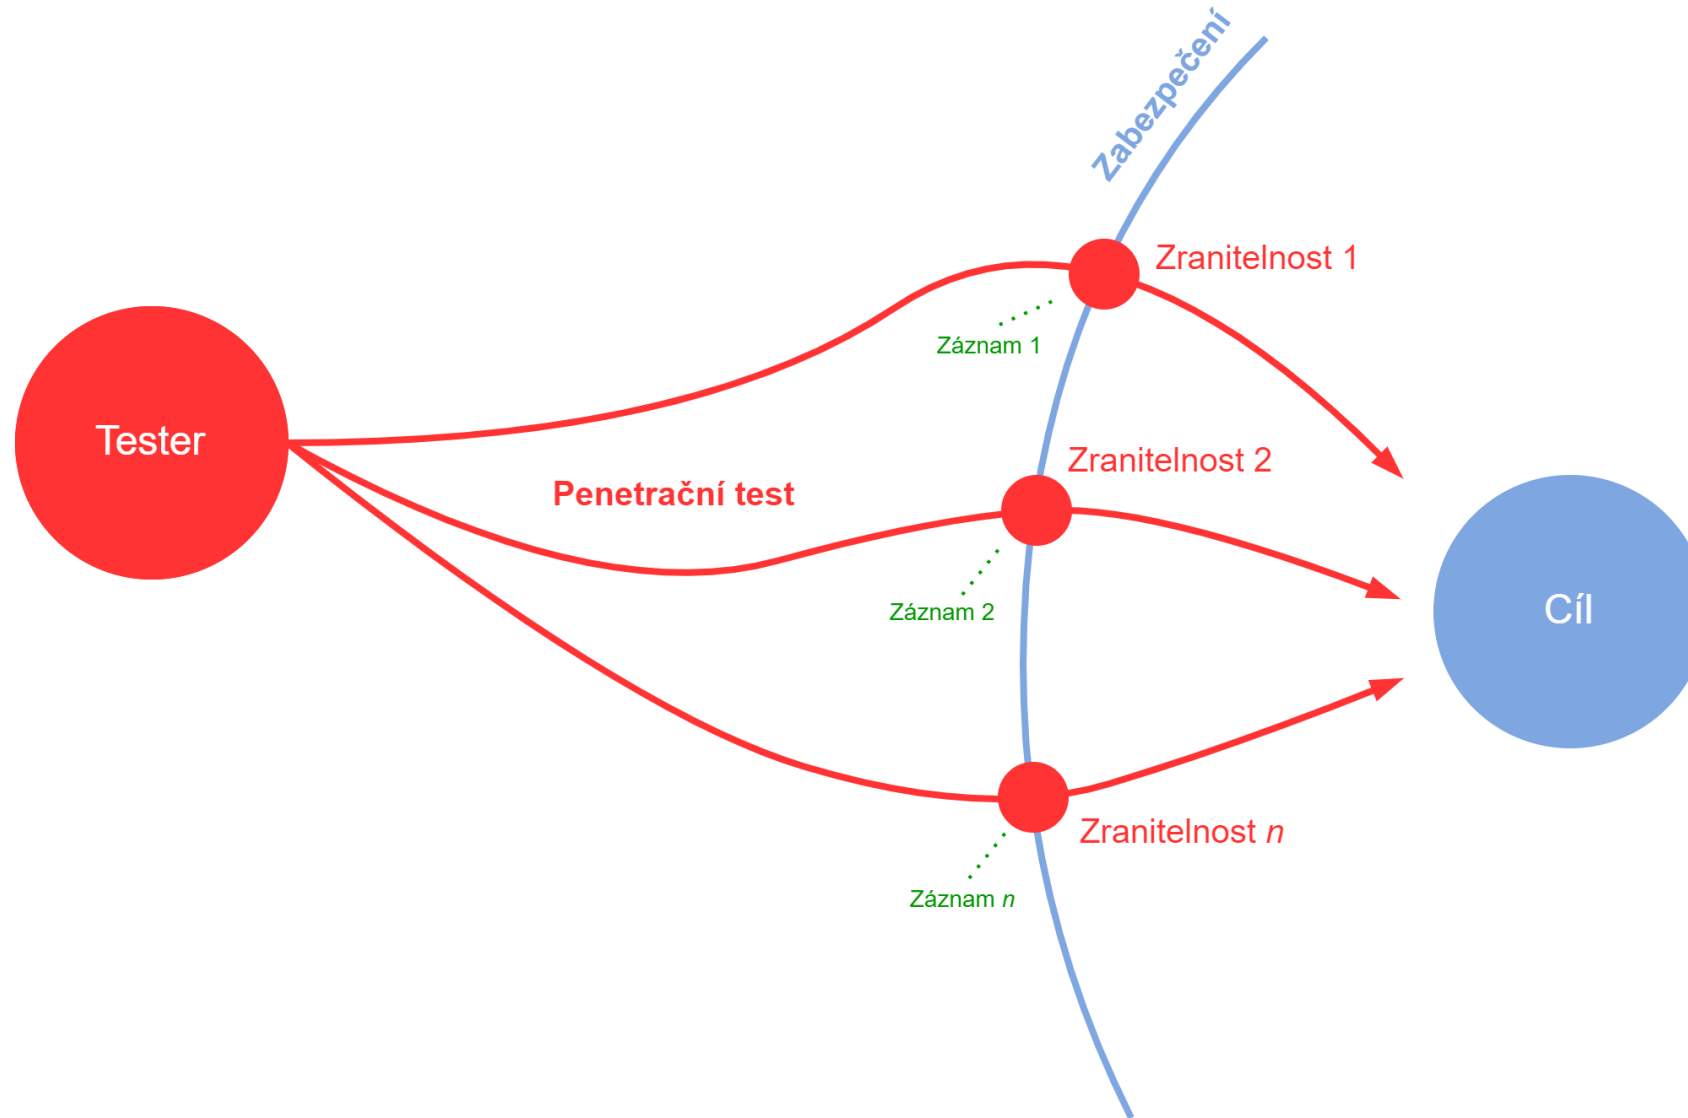 Zabezpečení
Zranitelnost 1
Záznam 1
Tester
Zranitelnost 2
Penetrační test
Záznam 2
Cíl
Zranitelnost n
Záznam n